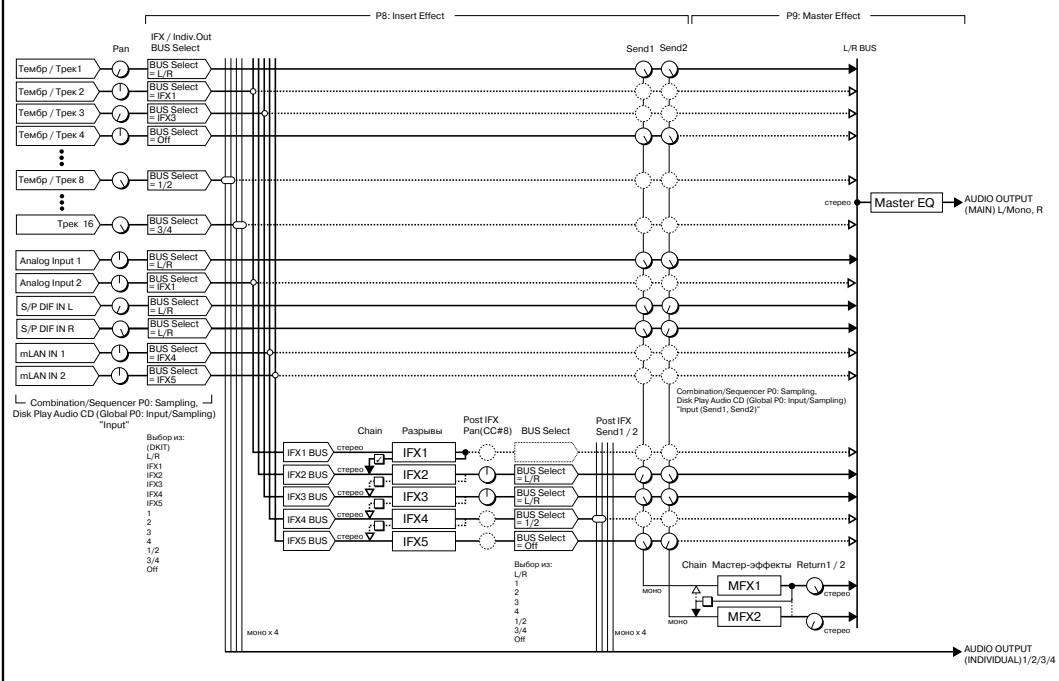 P8: Insert Effect
P9: Master Effect
IFX / Indiv.Out
Pan
BUS Select
Send1 Send2
L/R BUS
Тембр / Трек1
BUS Select
= L/R
Тембр / Трек 2
BUS Select
= IFX1
Тембр / Трек 3
BUS Select
= IFX3
Тембр / Трек 4
BUS Select
= Off
Тембр / Трек 8
BUS Select
= 1/2
Трек 16
BUS Select
= 3/4
стерео
Master EQ
AUDIO OUTPUT
(MAIN) L/Mono, R
Analog Input 1
BUS Select
= L/R
Analog Input 2
BUS Select
= IFX1
S/P DIF IN L
BUS Select
= L/R
S/P DIF IN R
BUS Select
= L/R
mLAN IN 1
BUS Select
= IFX4
mLAN IN 2
BUS Select
= IFX5
Combination/Sequencer P0: Sampling,
Disk Play Audio CD (Global P0: Input/Sampling)
"Input"
Combination/Sequencer P0: Sampling,
Disk Play Audio CD (Global P0: Input/Sampling)
"Input (Send1, Send2)"
Выбор из:
(DKIT)
L/R
IFX1
IFX2
IFX3
IFX4
IFX5
1
2
3
4
1/2
3/4
Off
Chain
Разрывы
Post IFX
Pan(CC#8)
BUS Select
Post IFX
Send1 / 2
IFX1 BUS
стерео
IFX1
IFX2 BUS
стерео
IFX2
BUS Select
= L/R
IFX3 BUS
стерео
IFX3
BUS Select
= L/R
IFX4 BUS
стерео
IFX4
BUS Select
= 1/2
IFX5 BUS
стерео
IFX5
BUS Select
= Off
Выбор из:
L/R
1
2
3
4
1/2
3/4
Off
Chain Мастер-эффекты Return1 / 2
моно
MFX1
стерео
моно
MFX2
стерео
моно x 4
моно x 4
AUDIO OUTPUT
(INDIVIDUAL)1/2/3/4